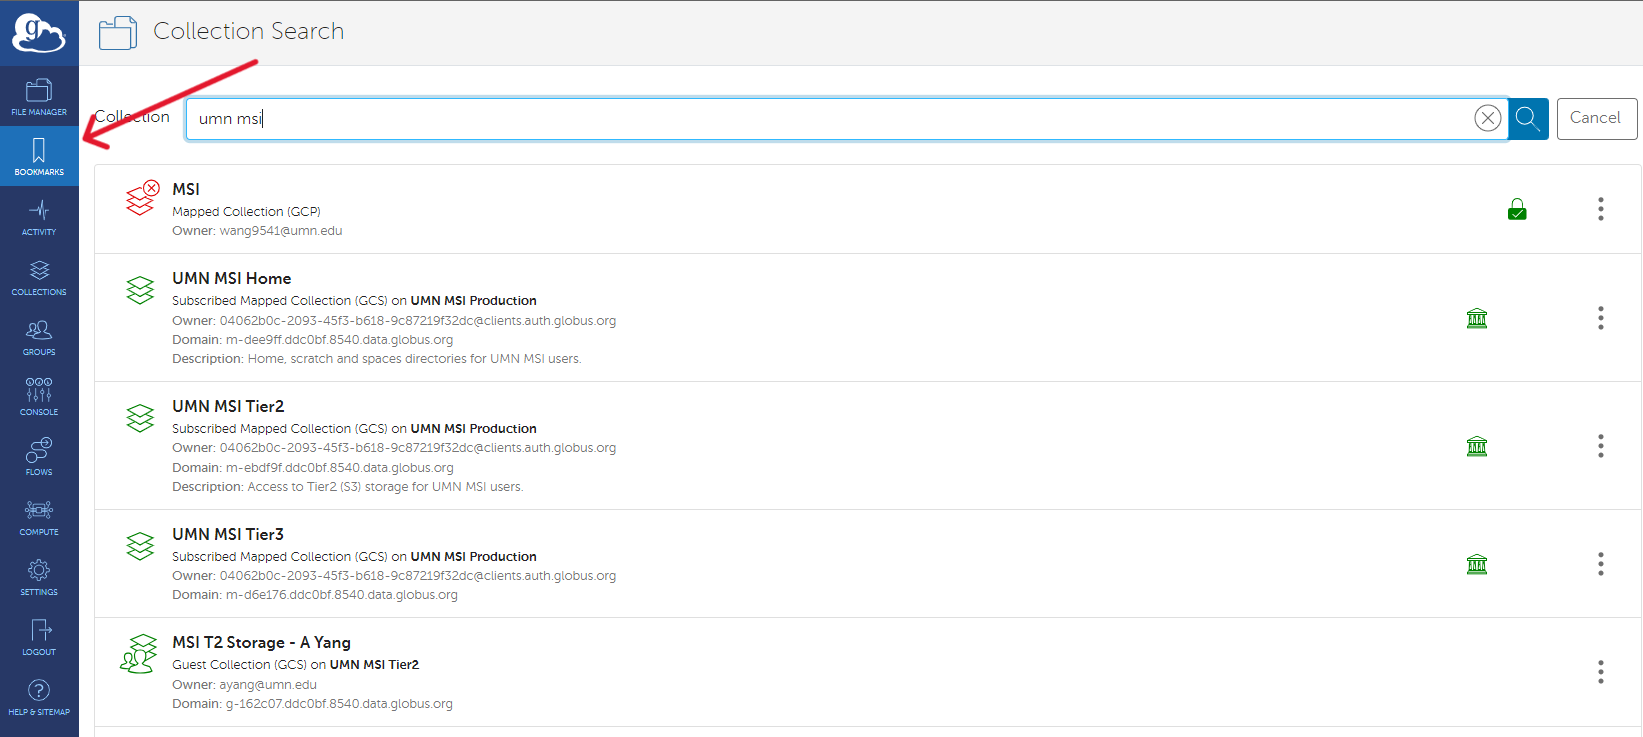 g
Collection Search
FILE MANAGER
BOOKMARKS
ACTIVITY
COLLECTIONS
GROUPS
CONSOLE
FLOWS
COMPUTE
SETTINGS
LOGOUT
HELP & SITEMAP
Collection
umn msi
Cancel
MSI
Mapped Collection (GCP)
Owner: wang9541@umn.edu
UMN MSI Home
Subscribed Mapped Collection (GCS) on UMN MSI Production
Owner: 04062b0c-2093-45f3-b618-9c87219f32dc@clients.auth.globus.org
Domain: m-dee9ff.ddc0bf.8540.data.globus.org
Description: Home, scratch and spaces directories for UMN MSI users.
UMN MSI Tier2
Subscribed Mapped Collection (GCS) on UMN MSI Production
Owner: 04062b0c-2093-45f3-b618-9c87219f32dc@clients.auth.globus.org
Domain: m-ebdf9f.ddc0bf.8540.data.globus.org
Description: Access to Tier2 (S3) storage for UMN MSI users.
UMN MSI Tier3
Subscribed Mapped Collection (GCS) on UMN MSI Production
Owner: 04062b0c-2093-45f3-b618-9c87219f32dc@clients.auth.globus.org
Domain: m-d6e176.ddc0bf.8540.data.globus.org
MSI T2 Storage - A Yang
Guest Collection (GCS) on UMN MSI Tier2
Owner: ayang@umn.edu
Domain: g-162c07.ddc0bf.8540.data.globus.org